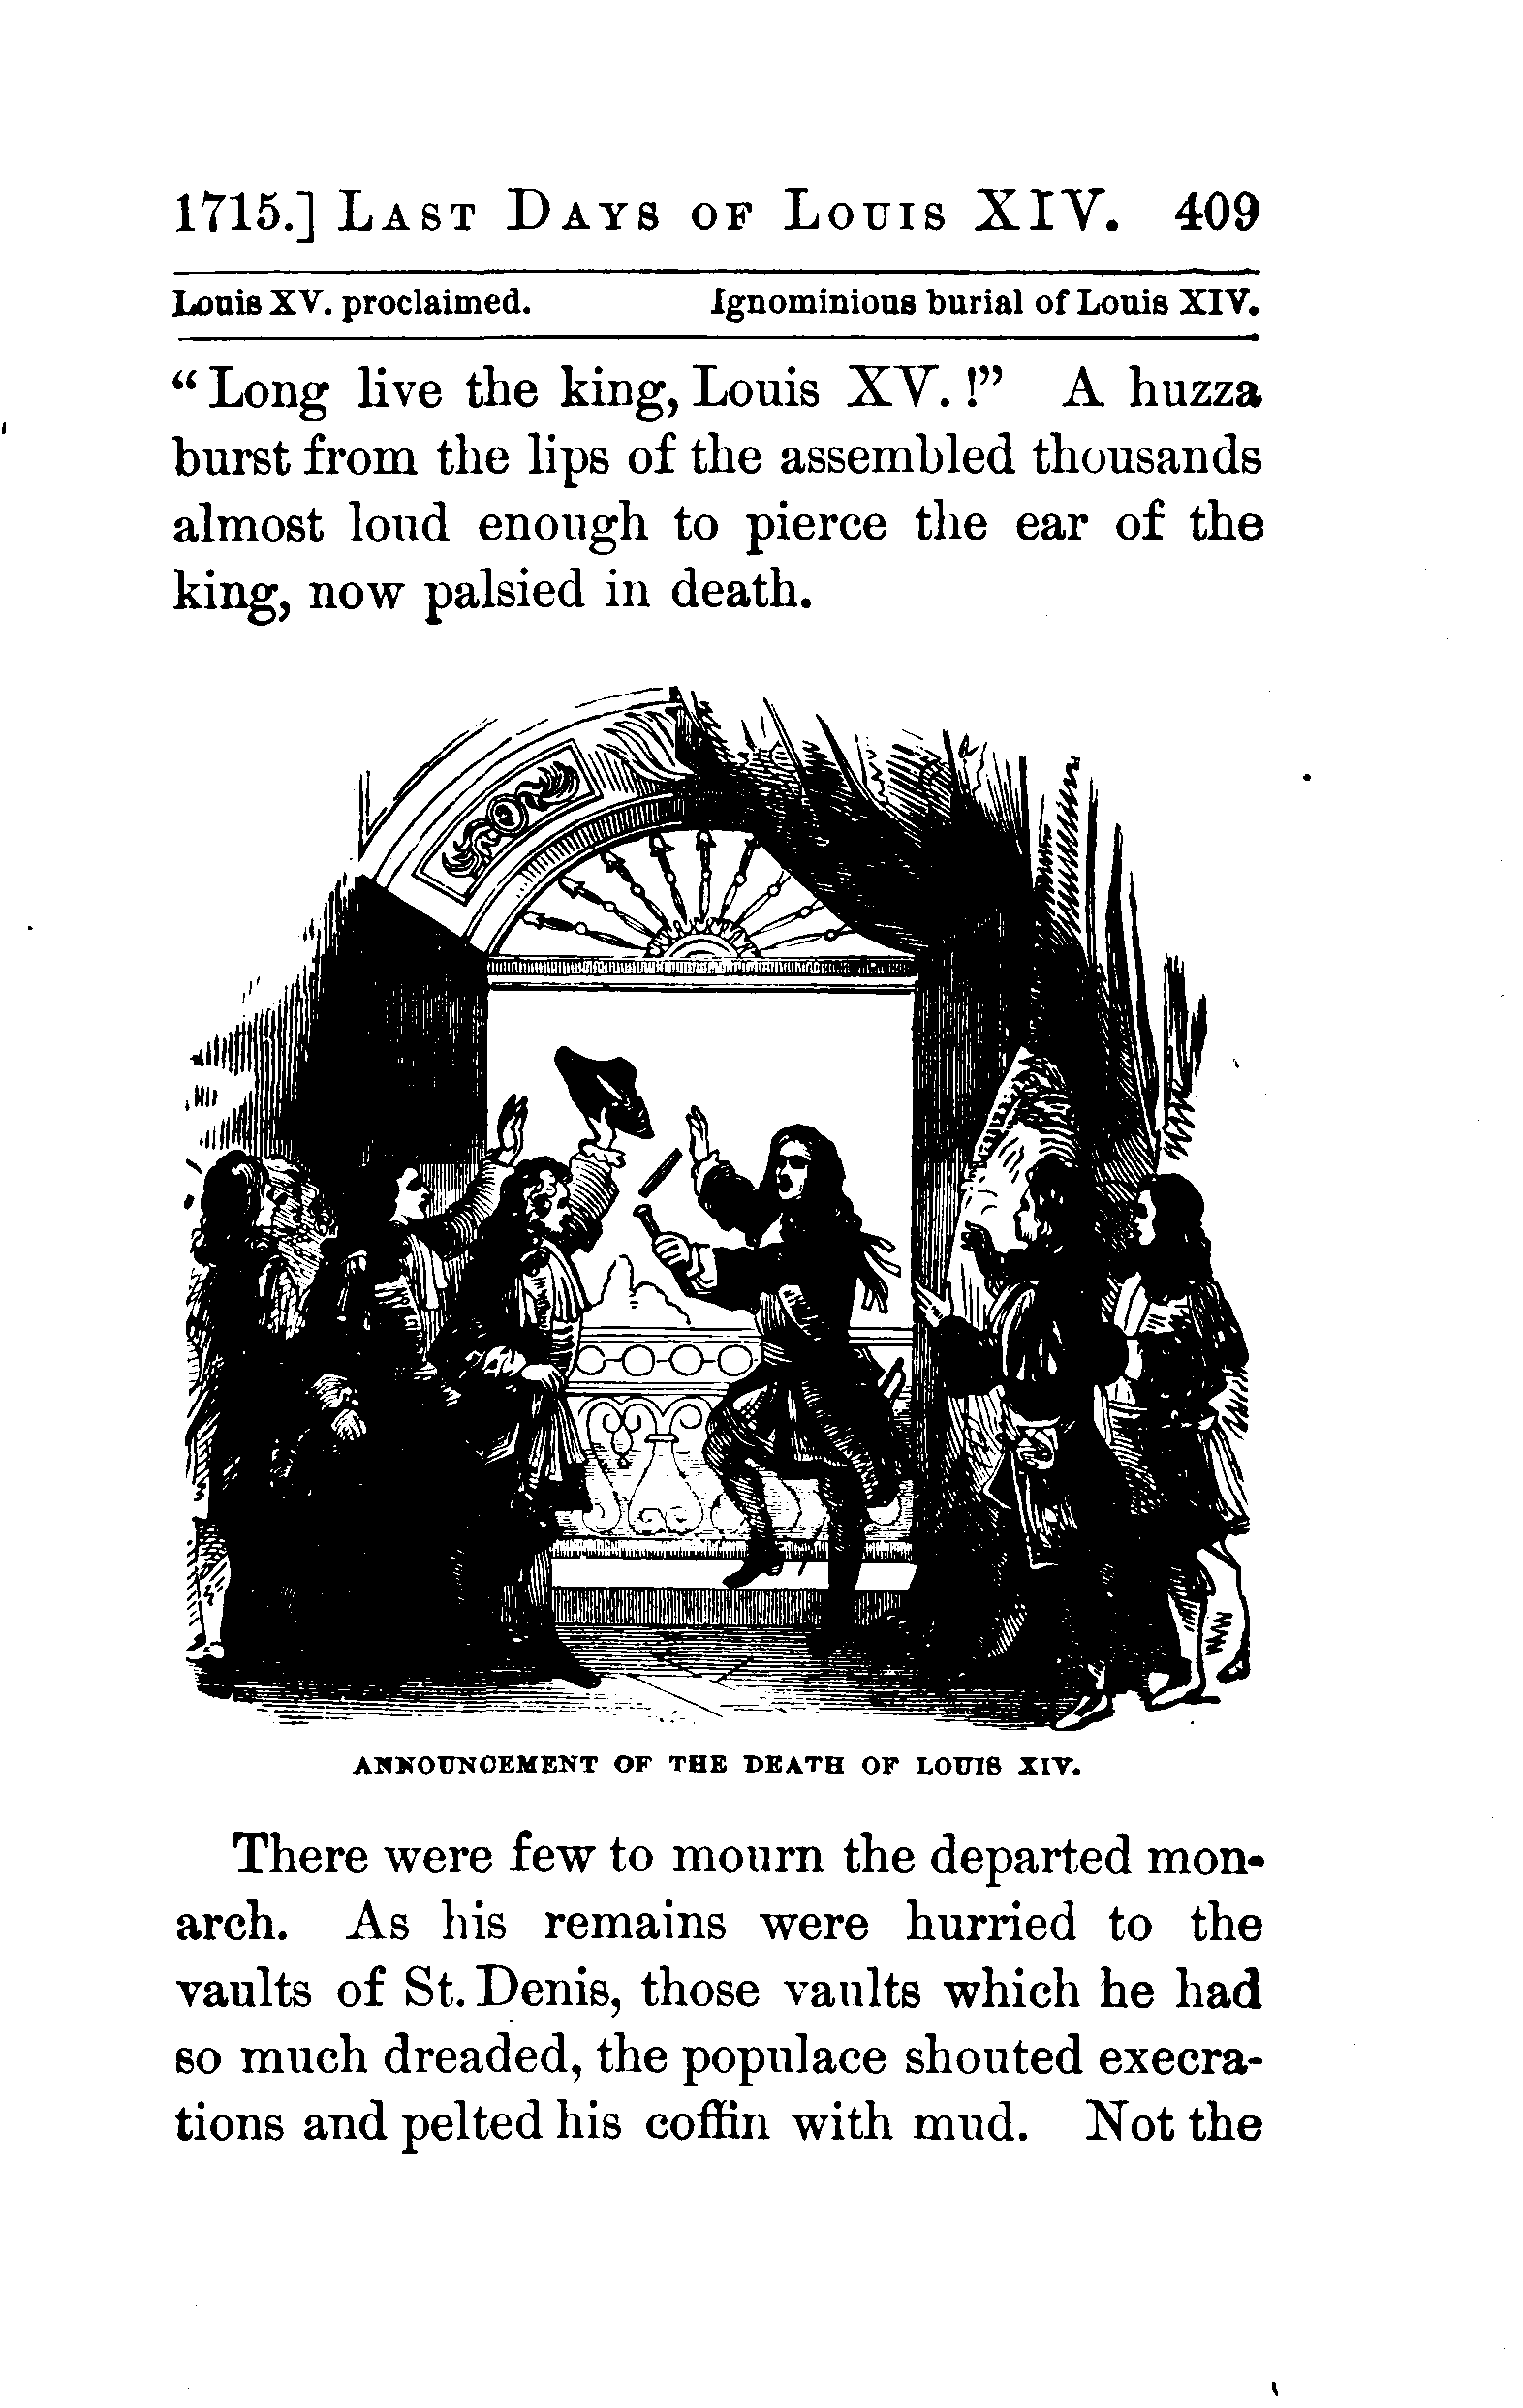 1715.] LAST DAYS OF LOUIS XIV. 409
Louis XV. proclaimed. Ignominious burial of Louis XIV.
“Long live the king, Louis XV.!” A huzza
burst from the lips of the assembled thousands
almost loud enough to pierce the ear of the
king, now palsied in death.
ANNOUNCEMENT OF THE DEATH OF LOUIS XIV.
There were few to mourn the departed mon-
arch. As his remains were hurried to the
vaults of St. Denis, those vaults which he had
so much dreaded, the populace shouted execra-
tions and pelted his coffin with mud. Not the